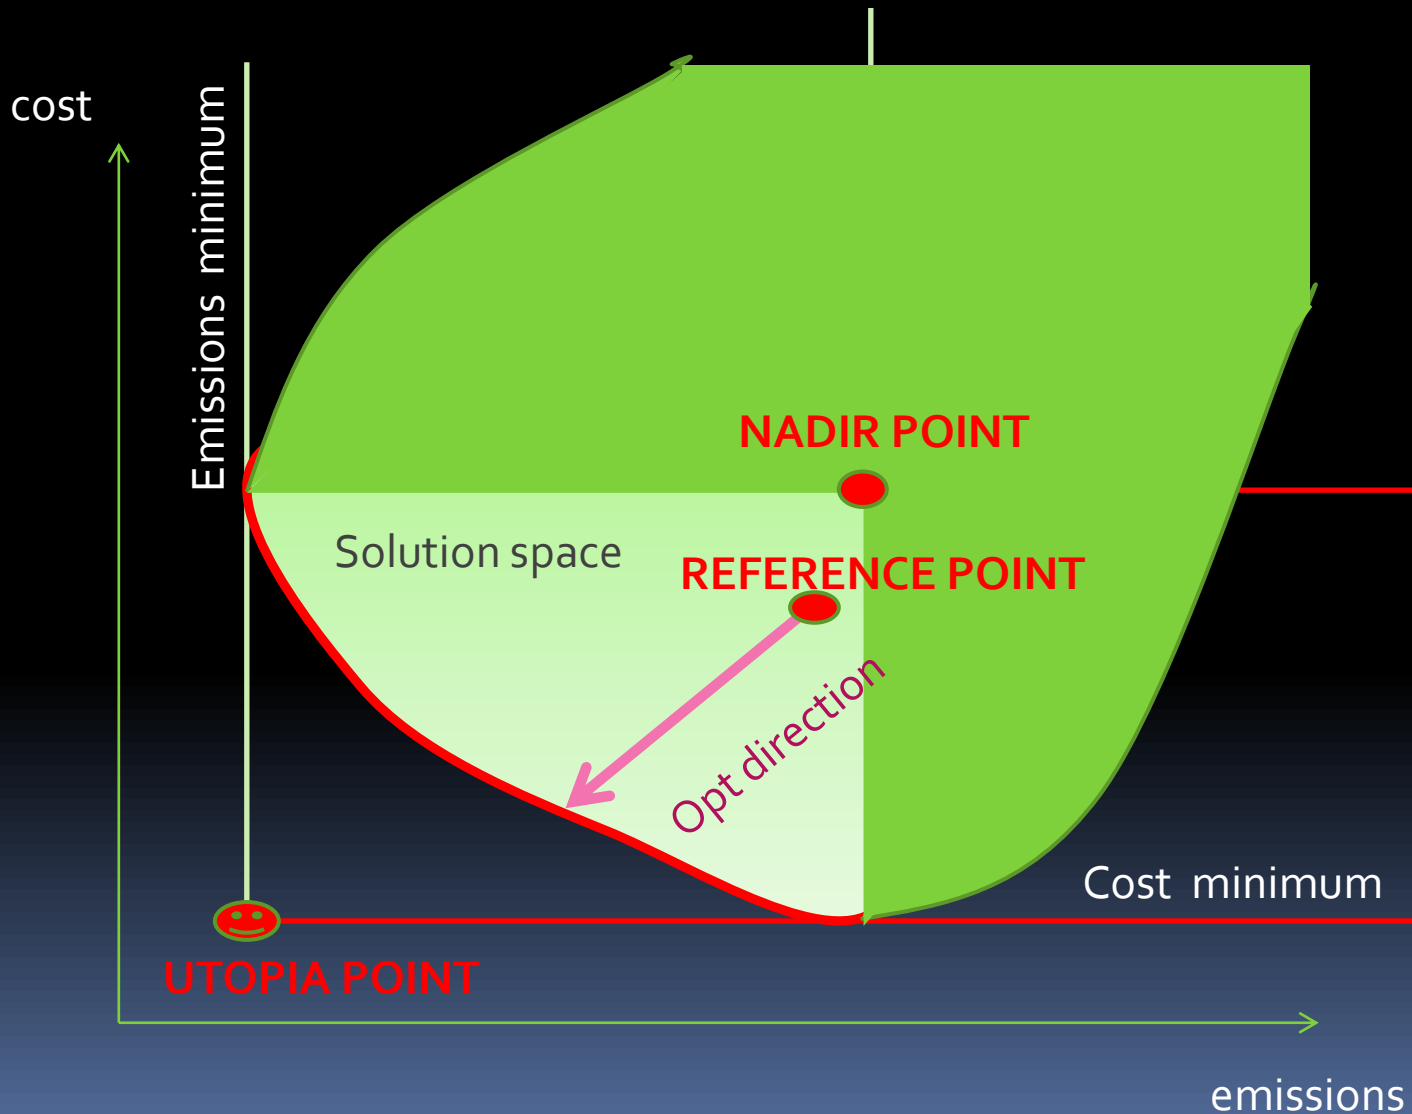 cost
Emissions minimum
NADIR POINT
Solution space
REFERENCE POINT
Opt direction
Cost minimum
UTOPIA POINT
emissions